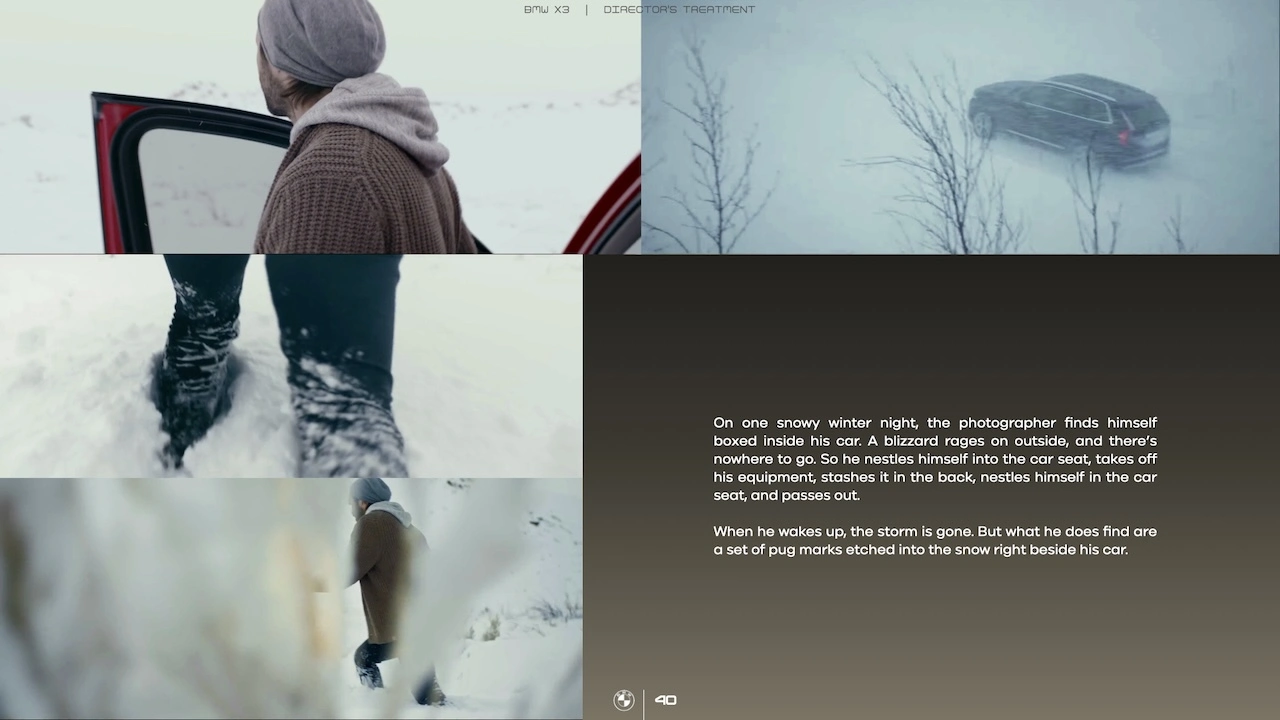 BMW X3 | DIRECTOR'S TREATMENT
On one snowy winter night, the photographer finds himself
boxed inside his car. A blizzard rages on outside, and there's
nowhere to go. So he nestles himself into the car seat, takes off
his equipment, stashes it in the back, nestles himself in the car
seat, and passes out.
When he wakes up, the storm is gone. But what he does find are
a set of pug marks etched into the snow right beside his car.
40